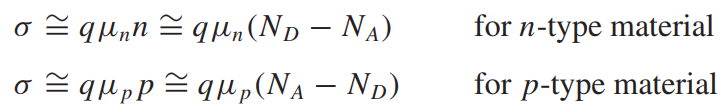 σ ≅ qμₙn ≅ qμₙ(N_D − N_A) for n-type material
σ ≅ qμₚp ≅ qμₚ(N_A − N_D) for p-type material